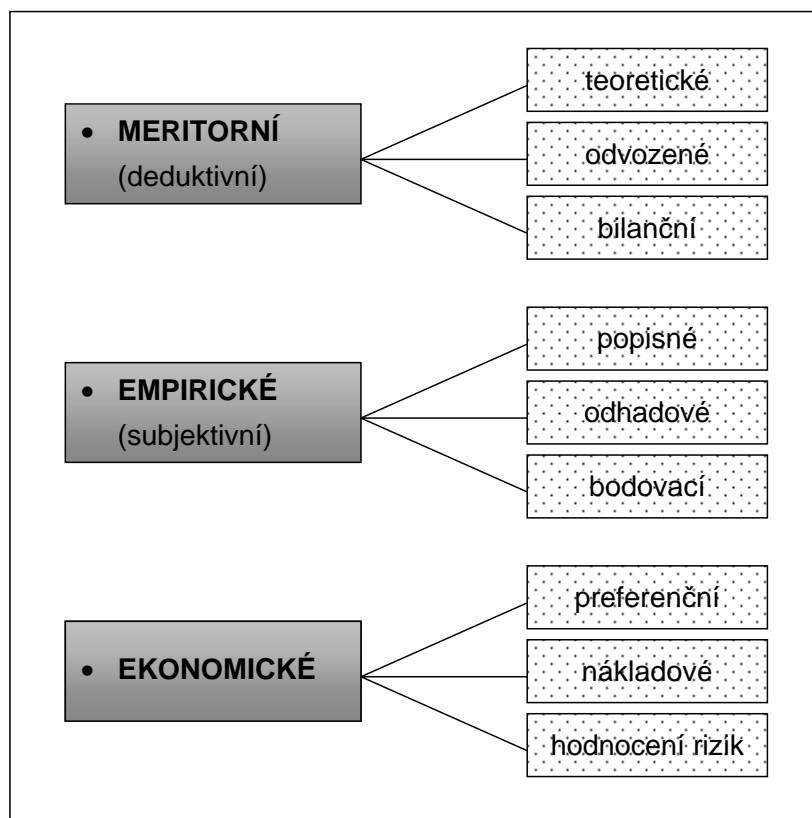 • MERITORNÍ
(deduktivní)
teoretické
odvozené
bilanční
• EMPIRICKÉ
(subjektivní)
popisné
odhadové
bodovací
• EKONOMICKÉ
preferenční
nákladové
hodnocení rizik